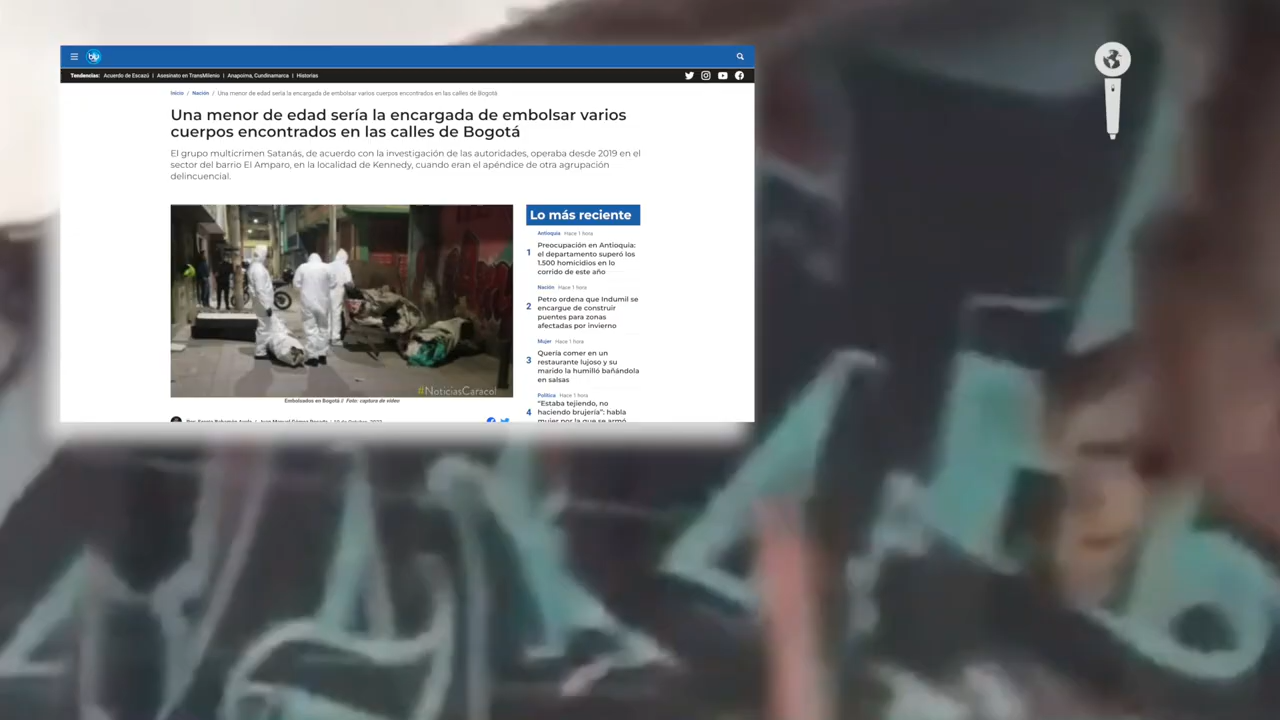 blu
Tendencias: Acuerdo de Escazú | Asesinato en TransMilenio | Anapoima, Cundinamarca | Historias
Inicio / Nación / Una menor de edad sería la encargada de embolsar varios cuerpos encontrados en las calles de Bogotá
Una menor de edad sería la encargada de embolsar varios
cuerpos encontrados en las calles de Bogotá
El grupo multicrimen Satanás, de acuerdo con la investigación de las autoridades, operaba desde 2019 en el
sector del barrio El Amparo, en la localidad de Kennedy, cuando eran el apéndice de otra agrupación
delincuencial.
#NoticiasCaracol
Embolsados en Bogotá // Foto: captura de video
Lo más reciente
Antioquia Hace 1 hora
1 Preocupación en Antioquia:
el departamento superó los
1.500 homicidios en lo
corrido de este año
Nación Hace 1 hora
2 Petro ordena que Indumil se
encargue de construir
puentes para zonas
afectadas por invierno
Mujer Hace 1 hora
3 Quería comer en un
restaurante lujoso y su
marido la humilló bañándola
en salsas
Política Hace 1 hora
4 “Estaba tejiendo, no
haciendo brujería”: habla
mujer por la que se armó